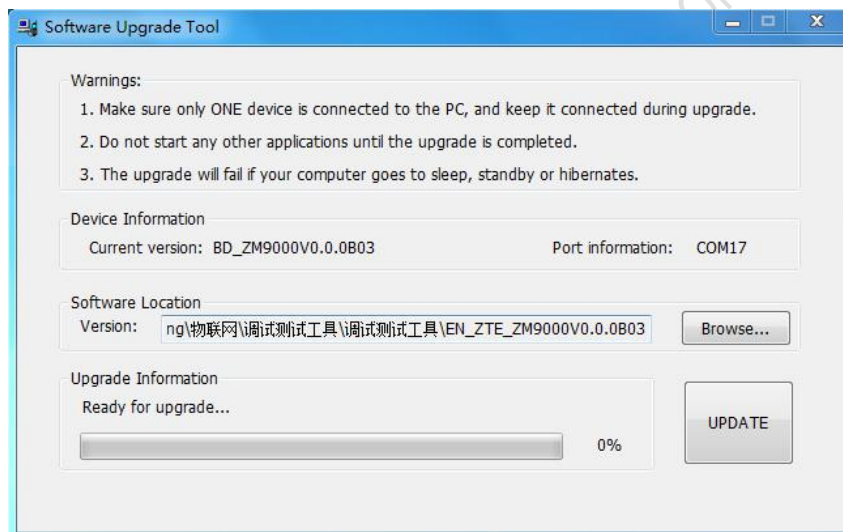 Software Upgrade Tool
Warnings:
1. Make sure only ONE device is connected to the PC, and keep it connected during upgrade.
2. Do not start any other applications until the upgrade is completed.
3. The upgrade will fail if your computer goes to sleep, standby or hibernates.
Device Information
Current version: BD_ZM9000V0.0.0B03 Port information: COM17
Software Location
Version: ng\物联网\调试测试工具\调试测试工具\EN_ZTE_ZM9000V0.0.0B03 Browse...
Upgrade Information
Ready for upgrade...
UPDATE
0%